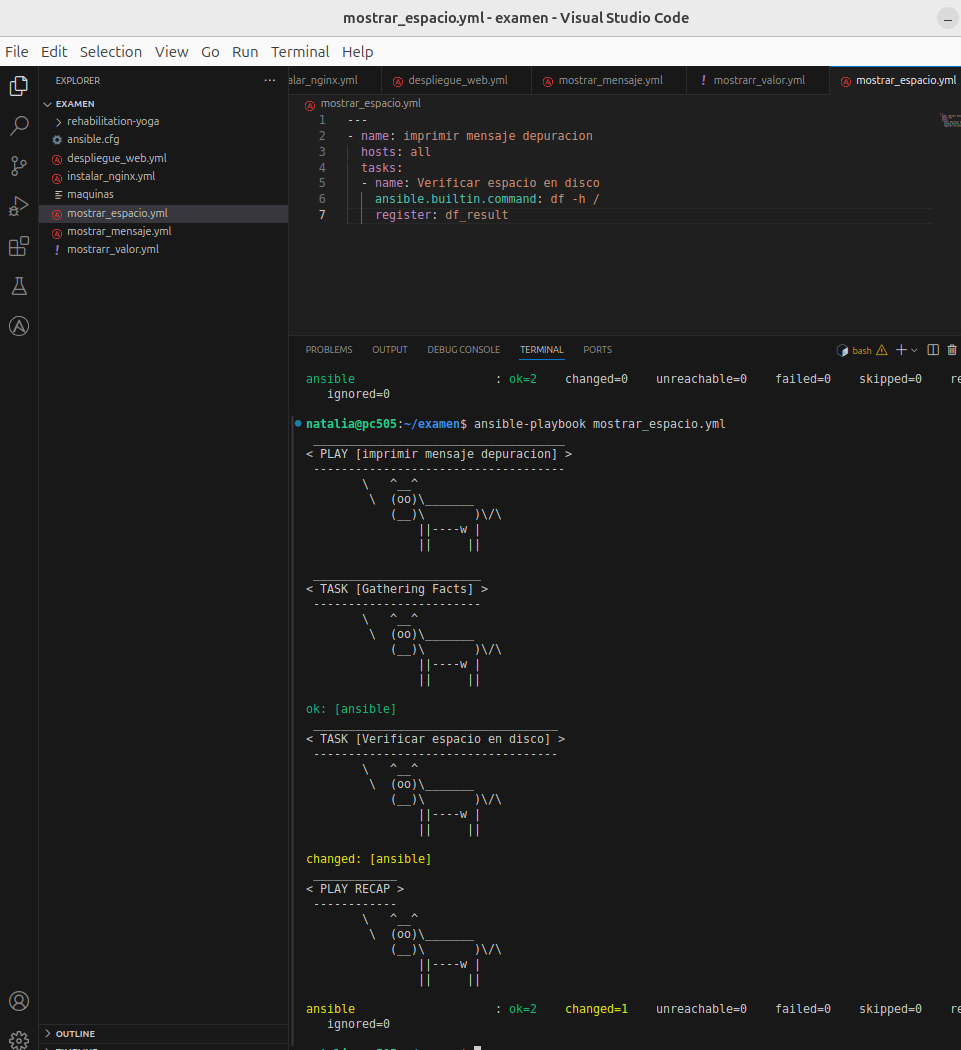 mostrar_espacio.yml - examen - Visual Studio Code
File Edit Selection View Go Run Terminal Help
EXPLORER ...
EXAMEN
rehabilitation-yoga
ansible.cfg
despliegue_web.yml
instalar_nginx.yml
maquinas
mostrar_espacio.yml
mostrar_mensaje.yml
! mostrarr_valor.yml
OUTLINE
TIMELINE
alar_nginx.yml despliegue_web.yml mostrar_mensaje.yml ! mostrarr_valor.yml mostrar_espacio.yml
mostrar_espacio.yml
1 ---
2 - name: imprimir mensaje depuracion
3   hosts: all
4   tasks:
5   - name: Verificar espacio en disco
6     ansible.builtin.command: df -h /
7     register: df_result
PROBLEMS OUTPUT DEBUG CONSOLE TERMINAL PORTS bash
ansible                    : ok=2    changed=0    unreachable=0    failed=0    skipped=0    re
   ignored=0
natalia@pc505:~/examen$ ansible-playbook mostrar_espacio.yml
 ____________________________________
< PLAY [imprimir mensaje depuracion] >
 ------------------------------------
        \   ^__^
         \  (oo)\_______
            (__)\       )\/\
                ||----w |
                ||     ||
 ________________________
< TASK [Gathering Facts] >
 ------------------------
        \   ^__^
         \  (oo)\_______
            (__)\       )\/\
                ||----w |
                ||     ||
ok: [ansible]
 ___________________________________
< TASK [Verificar espacio en disco] >
 -----------------------------------
        \   ^__^
         \  (oo)\_______
            (__)\       )\/\
                ||----w |
                ||     ||
changed: [ansible]
 ____________
< PLAY RECAP >
 ------------
        \   ^__^
         \  (oo)\_______
            (__)\       )\/\
                ||----w |
                ||     ||
ansible                    : ok=2    changed=1    unreachable=0    failed=0    skipped=0    re
   ignored=0